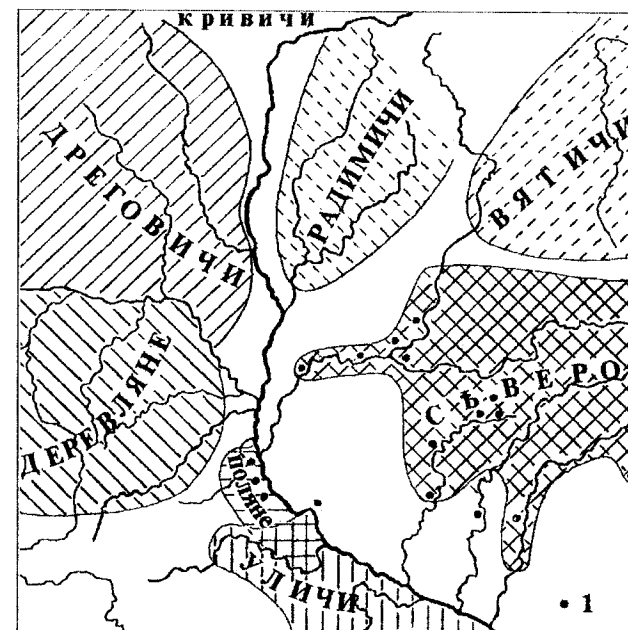 кривичи
ДРЕГОВИЧИ
РАДИМИЧИ
ВЯТИЧИ
ДЕРЕВЛЯНЕ
СѢВЕРО
ПОЛЯНЕ
УЛИЧИ
1